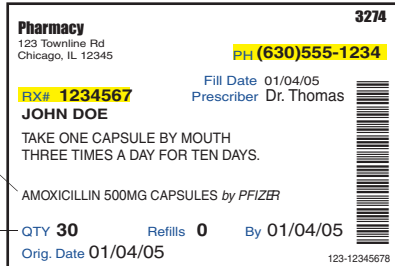 3274
Pharmacy
123 Townline Rd
Chicago, IL 12345
PH (630)555-1234
Fill Date 01/04/05
RX# 1234567
Prescriber Dr. Thomas
JOHN DOE
TAKE ONE CAPSULE BY MOUTH
THREE TIMES A DAY FOR TEN DAYS.
AMOXICILLIN 500MG CAPSULES by PFIZER
QTY 30 Refills 0 By 01/04/05
Orig. Date 01/04/05
123-12345678